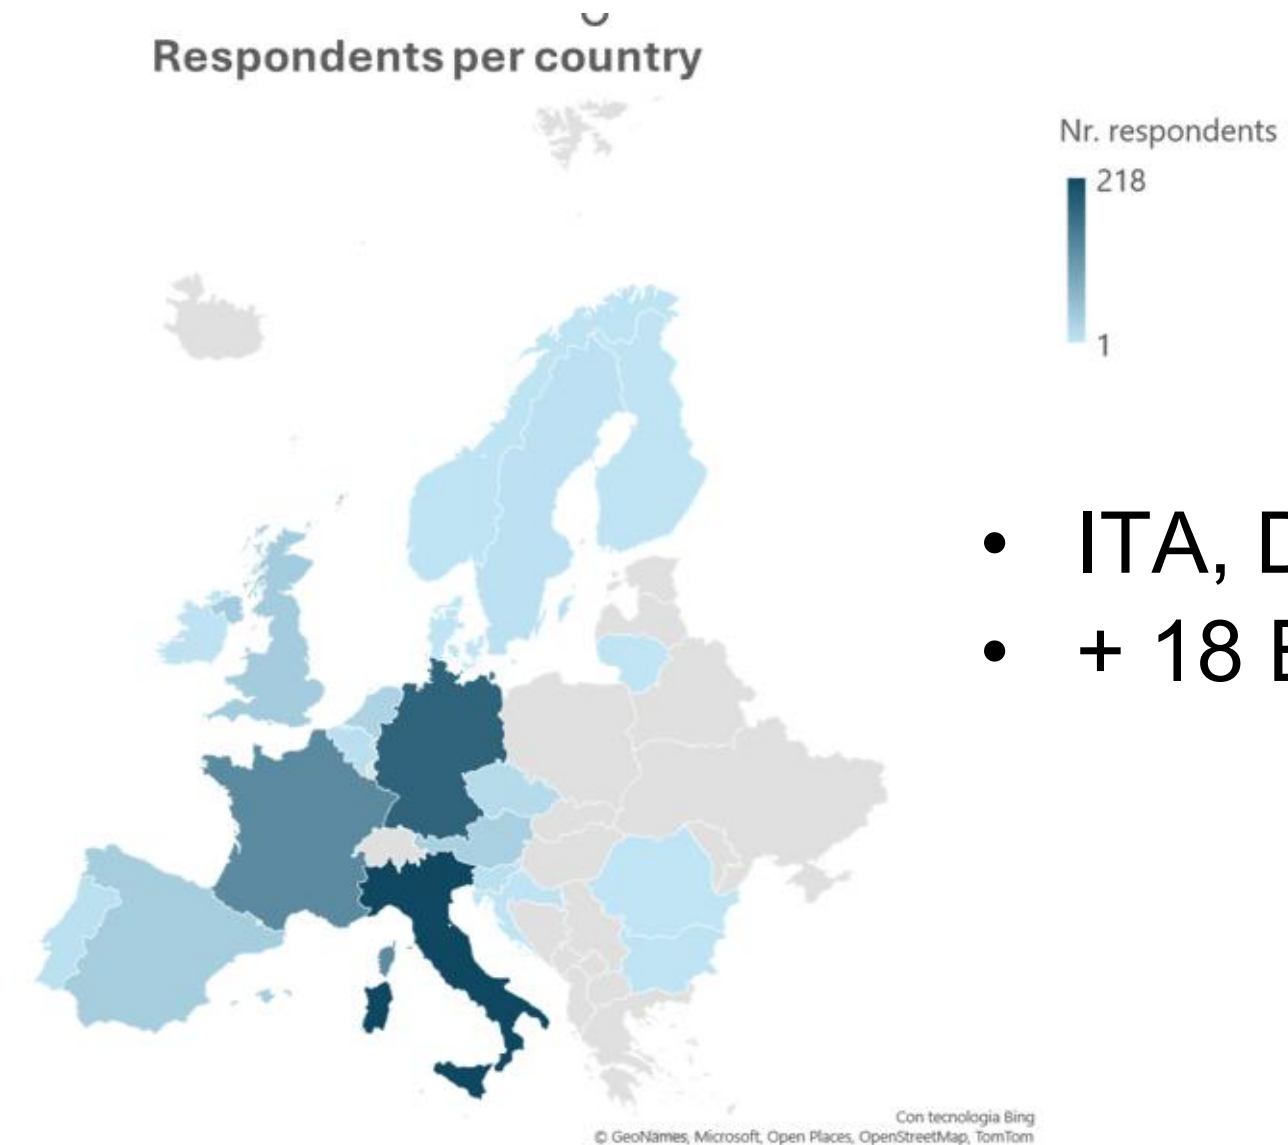 Respondents per country
Nr. respondents
218
1
• ITA, D
• + 18 E
Con tecnologia Bing
© GeoNames, Microsoft, Open Places, OpenStreetMap, TomTom